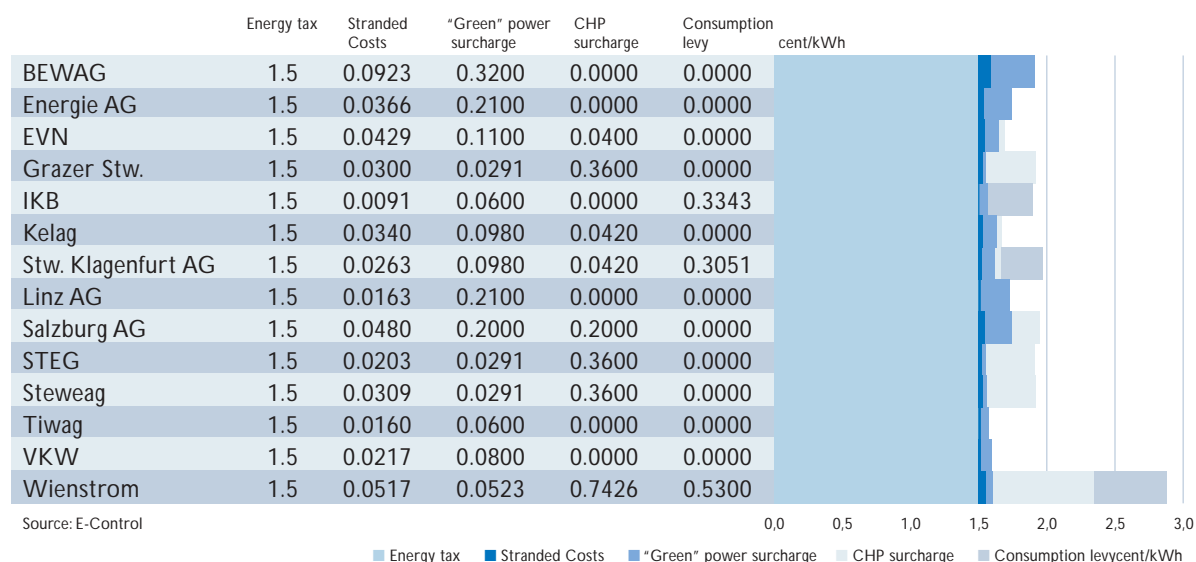 Energy tax Stranded Costs "Green" power surcharge CHP surcharge Consumption levy cent/kWh
BEWAG 1.5 0.0923 0.3200 0.0000 0.0000
Energie AG 1.5 0.0366 0.2100 0.0000 0.0000
EVN 1.5 0.0429 0.1100 0.0400 0.0000
Grazer Stw. 1.5 0.0300 0.0291 0.3600 0.0000
IKB 1.5 0.0091 0.0600 0.0000 0.3343
Kelag 1.5 0.0340 0.0980 0.0420 0.0000
Stw. Klagenfurt AG 1.5 0.0263 0.0980 0.0420 0.3051
Linz AG 1.5 0.0163 0.2100 0.0000 0.0000
Salzburg AG 1.5 0.0480 0.2000 0.2000 0.0000
STEG 1.5 0.0203 0.0291 0.3600 0.0000
Steweag 1.5 0.0309 0.0291 0.3600 0.0000
Tiwag 1.5 0.0160 0.0600 0.0000 0.0000
VKW 1.5 0.0217 0.0800 0.0000 0.0000
Wienstrom 1.5 0.0517 0.0523 0.7426 0.5300
Source: E-Control 0,0 0,5 1,0 1,5 2,0 2,5 3,0
Energy tax Stranded Costs "Green" power surcharge CHP surcharge Consumption levycent/kWh